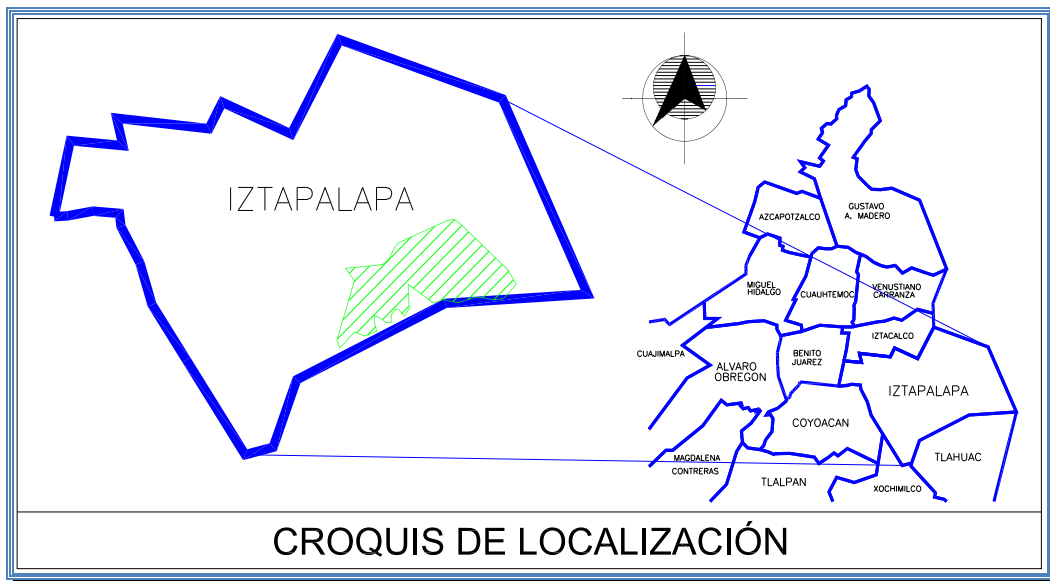 IZTAPALAPA
GUSTAVO
A. MADERO
AZCAPOTZALCO
MIGUEL
HIDALGO
CUAUHTEMOC
VENUSTIANO
CARRANZA
IZTACALCO
CUAJIMALPA
BENITO
JUAREZ
ALVARO
OBREGON
IZTAPALAPA
COYOACAN
MAGDALENA
CONTRERAS
TLAHUAC
TLALPAN
XOCHIMILCO
CROQUIS DE LOCALIZACIÓN